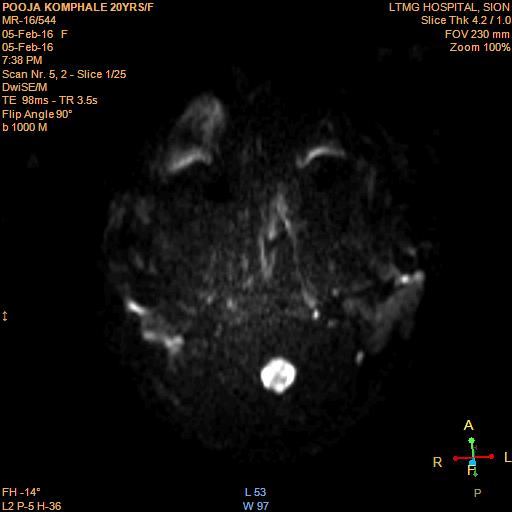 POOJA KOMPHALE 20YRS/F
MR-16/544
05-Feb-16 F
05-Feb-16
7:38 PM
Scan Nr. 5, 2 - Slice 1/25
DwiSE/M
TE 98ms - TR 3.5s
Flip Angle 90°
b 1000 M
LTMG HOSPITAL, SION
Slice Thk 4.2 / 1.0
FOV 230 mm
Zoom 100%
A
A
R
L
F
P
FH -14°
L2 P-5 H-36
L 53
W 97